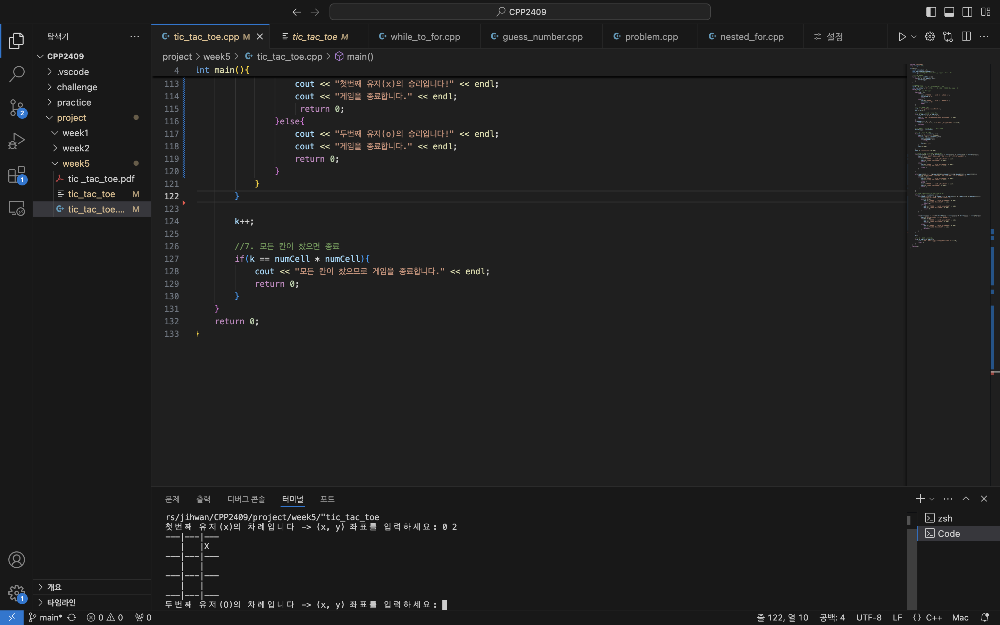 CPP2409
탐색기
CPP2409
.vscode
challenge
practice
project
week1
week2
week5
tic _tac_toe.pdf
tic_tac_toe M
tic_tac_toe.... M
개요
타임라인
2
1
1
tic_tac_toe.cpp M
tic_tac_toe M
while_to_for.cpp
guess_number.cpp
problem.cpp
nested_for.cpp
설정
project > week5 > tic_tac_toe.cpp > main()
4 int main(){
113 cout << "첫번째 유저(x)의 승리입니다!" << endl;
114 cout << "게임을 종료합니다." << endl;
115 return 0;
116 }else{
117 cout << "두번째 유저(o)의 승리입니다!" << endl;
118 cout << "게임을 종료합니다." << endl;
119 return 0;
120 }
121 }
122 }
123
124 k++;
125
126 //7. 모든 칸이 찼으면 종료
127 if(k == numCell * numCell){
128 cout << "모든 칸이 찼으므로 게임을 종료합니다." << endl;
129 return 0;
130 }
131 }
132 return 0;
133 }
문제 출력 디버그 콘솔 터미널 포트
rs/jihwan/CPP2409/project/week5/"tic_tac_toe
첫번째 유저(x)의 차례입니다 -> (x, y) 좌표를 입력하세요: 0 2
---|---|---
   |   |X
---|---|---
   |   |
---|---|---
   |   |
---|---|---
두번째 유저(O)의 차례입니다 -> (x, y) 좌표를 입력하세요:
zsh
Code
main* 0 0 0
줄 122, 열 10 공백: 4 UTF-8 LF {} C++ Mac